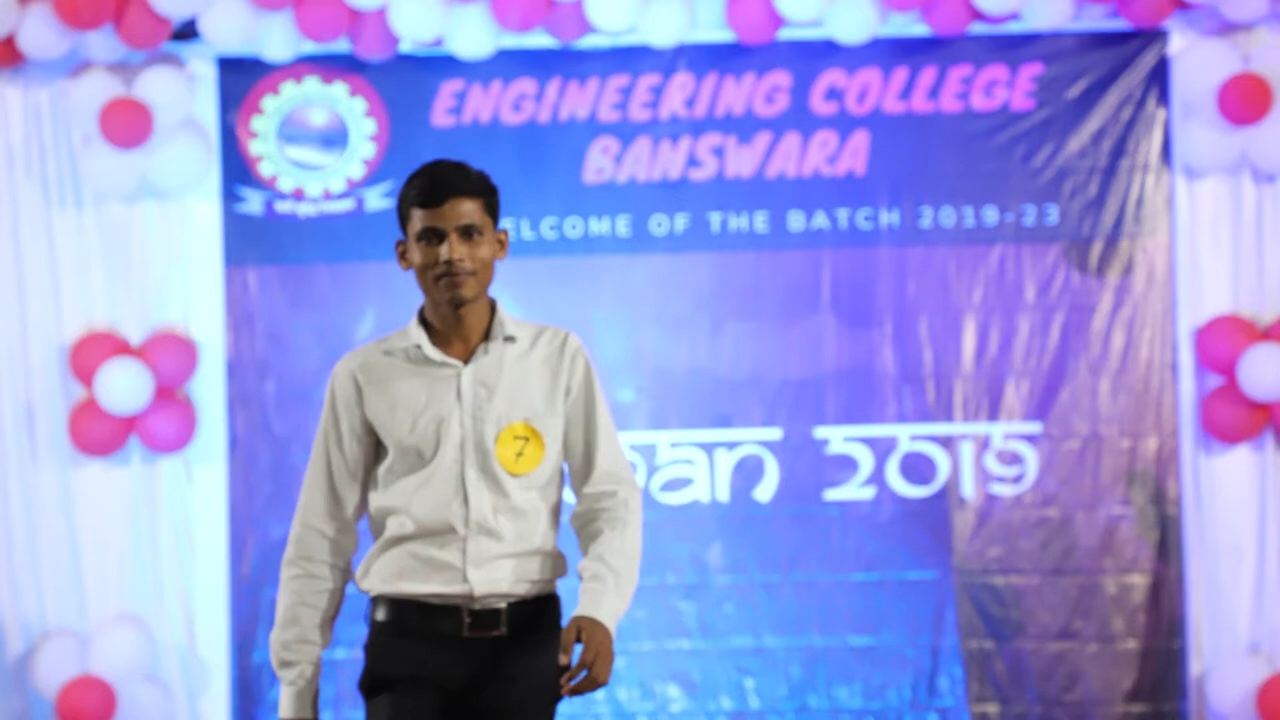 ENGINEERING COLLEGE
BANSWARA
ELCOME OF THE BATCH 2019-23
7
an 2019